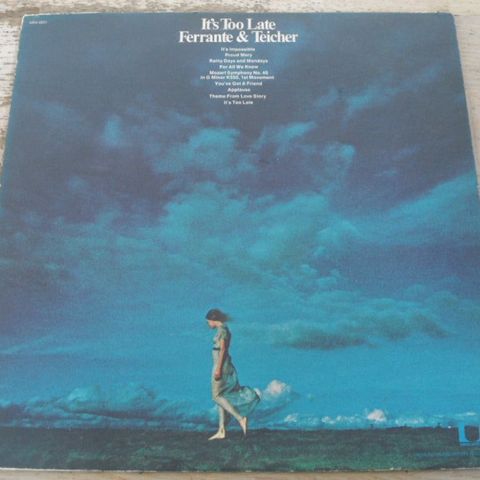 It's Too Late
Ferrante & Teicher
It's Impossible
Proud Mary
Rainy Days and Mondays
For All We Know
Mozart Symphony No. 40
in G Minor K550, 1st Movement
You've Got A Friend
Applause
Theme From Love Story
It's Too Late